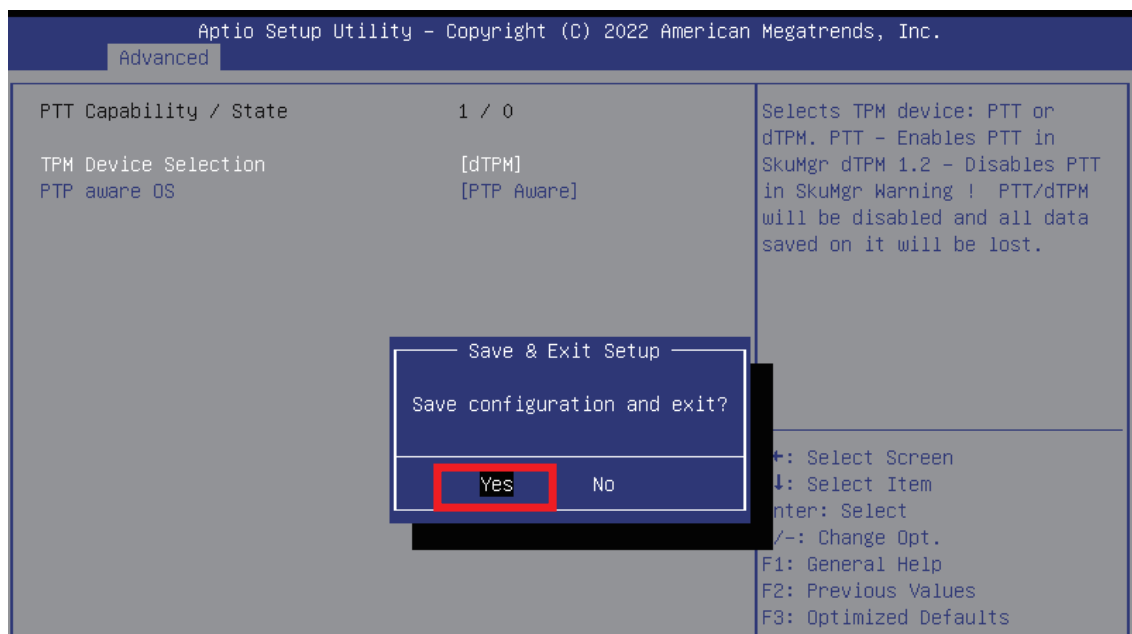 Aptio Setup Utility – Copyright (C) 2022 American Megatrends, Inc.
Advanced
PTT Capability / State 1 / 0
TPM Device Selection [dTPM]
PTP aware OS [PTP Aware]
Selects TPM device: PTT or
dTPM. PTT – Enables PTT in
SkuMgr dTPM 1.2 – Disables PTT
in SkuMgr Warning ! PTT/dTPM
will be disabled and all data
saved on it will be lost.
Save & Exit Setup
Save configuration and exit?
Yes No
: Select Screen
: Select Item
nter: Select
/-: Change Opt.
F1: General Help
F2: Previous Values
F3: Optimized Defaults